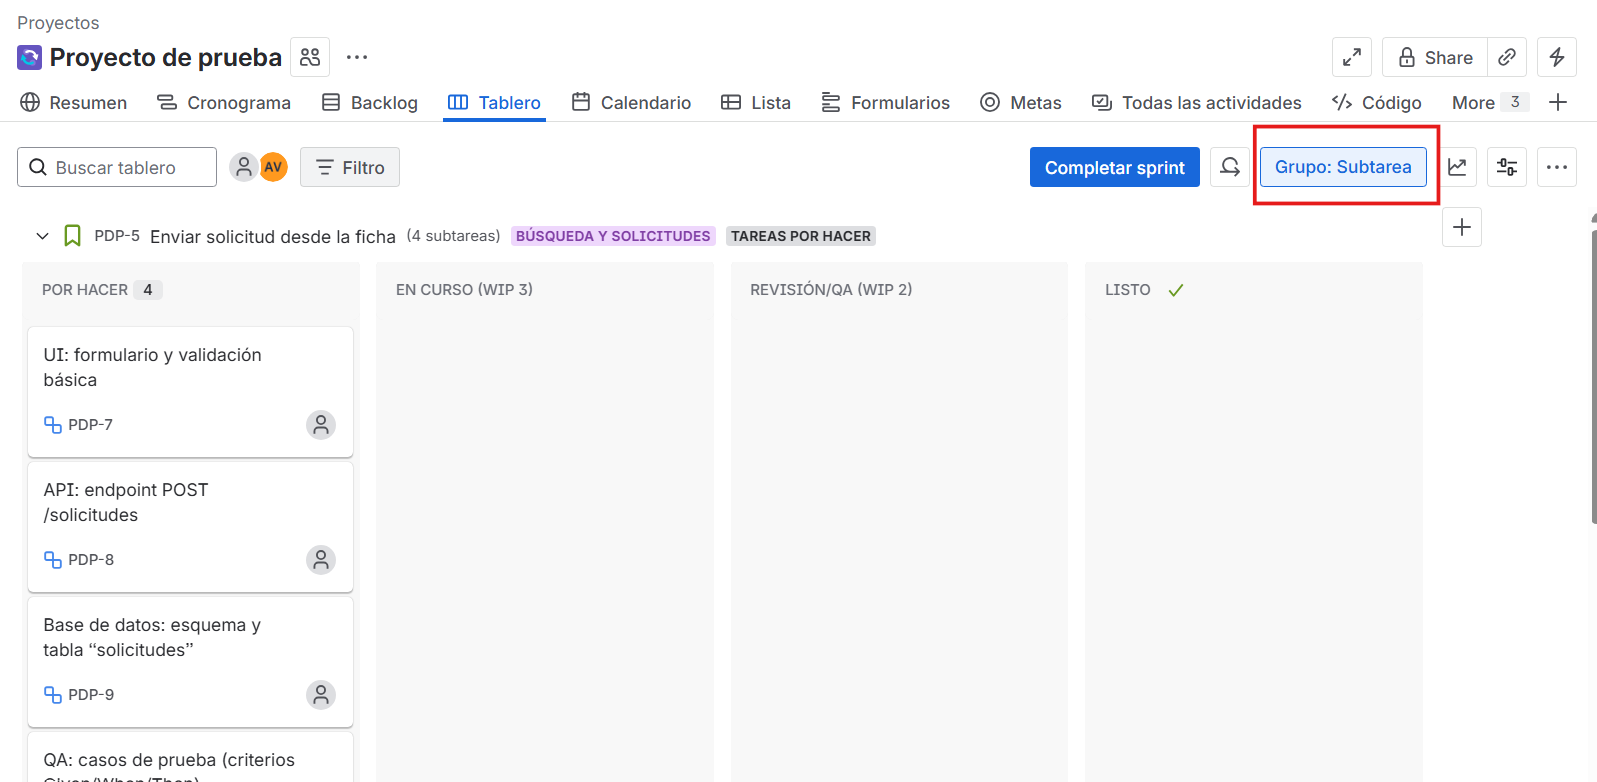 Proyectos
Proyecto de prueba
Share
Resumen
Cronograma
Backlog
Tablero
Calendario
Lista
Formularios
Metas
Todas las actividades
Código
More 3
Buscar tablero
AV
Filtro
Completar sprint
Grupo: Subtarea
PDP-5 Enviar solicitud desde la ficha (4 subtareas) BÚSQUEDA Y SOLICITUDES TAREAS POR HACER
POR HACER 4
EN CURSO (WIP 3)
REVISIÓN/QA (WIP 2)
LISTO
UI: formulario y validación
básica
PDP-7
API: endpoint POST
/solicitudes
PDP-8
Base de datos: esquema y
tabla “solicitudes”
PDP-9
QA: casos de prueba (criterios
Given/When/Then)